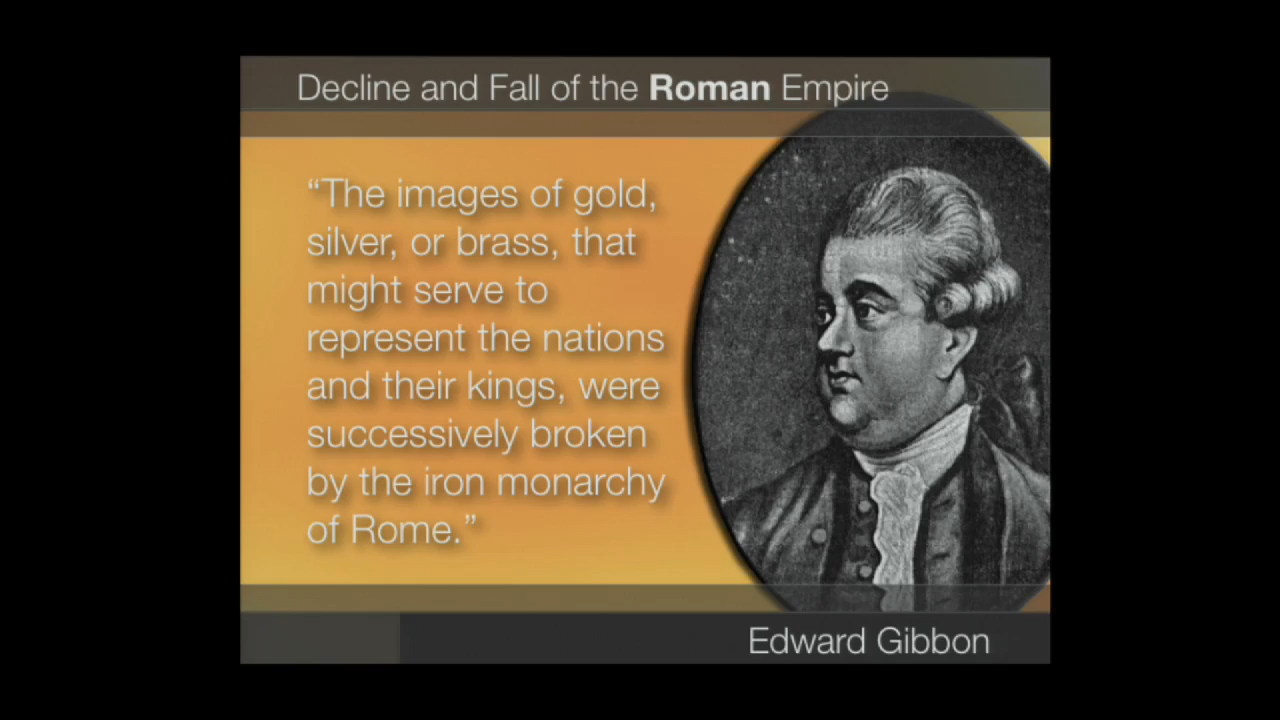 Decline and Fall of the Roman Empire
“The images of gold,
silver, or brass, that
might serve to
represent the nations
and their kings, were
successively broken
by the iron monarchy
of Rome.”
Edward Gibbon